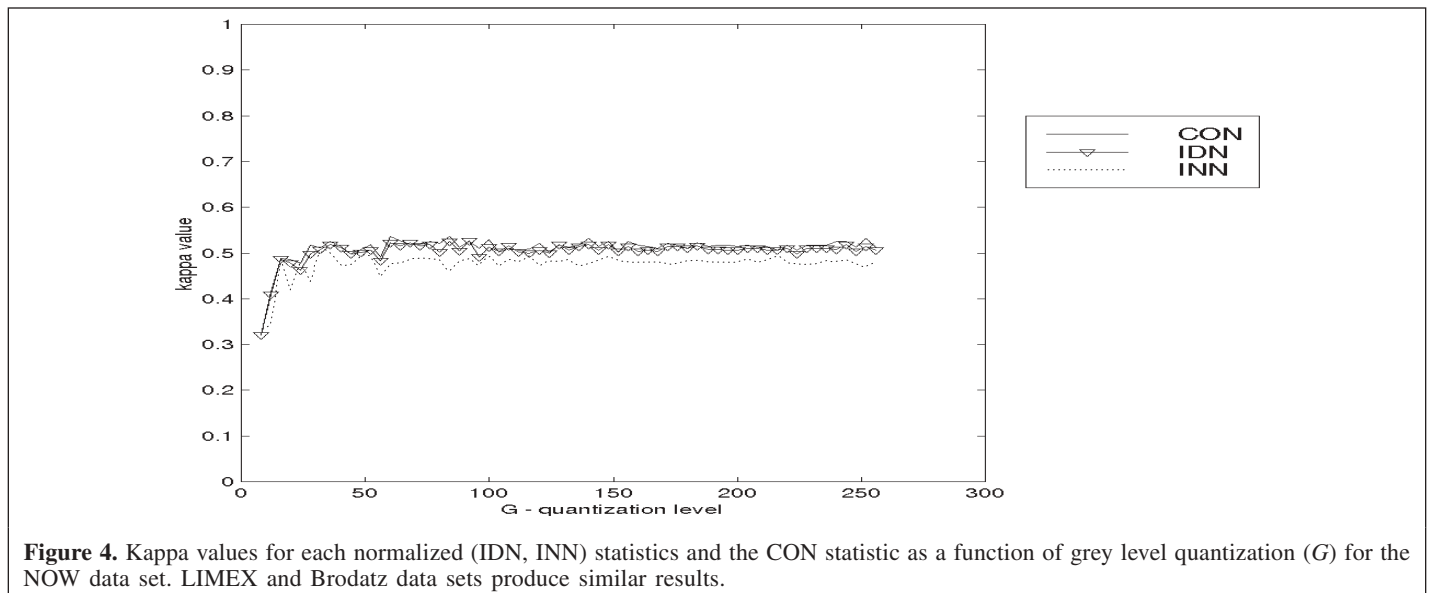 1
0.9
0.8
0.7
0.6
0.5
0.4
0.3
0.2
0.1
0
kappa value
0 50 100 150 200 250 300
G - quantization level
CON
IDN
INN
Figure 4. Kappa values for each normalized (IDN, INN) statistics and the CON statistic as a function of grey level quantization (G) for the
NOW data set. LIMEX and Brodatz data sets produce similar results.